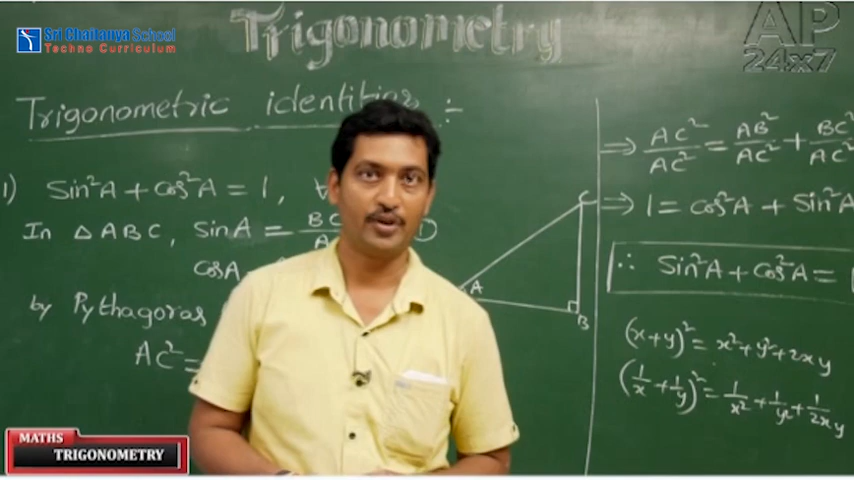 Sri Chaitanya School
Techno Curriculum
Trigonometry
AP
24x7
Trigonometric identities :-
1) Sin²A + Cos²A = 1,
In △ ABC, SinA = BC
CosA
by Pythagoras
AC² =
A
B
C
⇒ AC²/AC² = AB²/AC² + BC²/AC²
⇒ 1 = Cos²A + Sin²A
∴ Sin²A + Cos²A =
(x+y)² = x² + y² + 2xy
(1/x + 1/y)² = 1/x² + 1/y² + 1/2xy
MATHS
TRIGONOMETRY